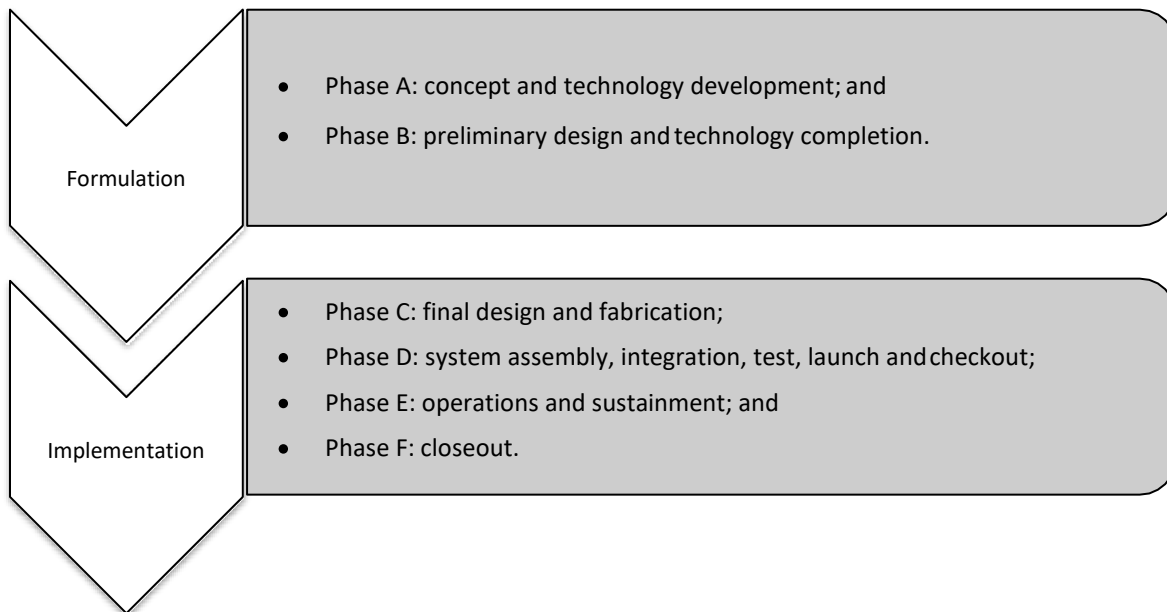 Formulation
• Phase A: concept and technology development; and
• Phase B: preliminary design and technology completion.
Implementation
• Phase C: final design and fabrication;
• Phase D: system assembly, integration, test, launch and checkout;
• Phase E: operations and sustainment; and
• Phase F: closeout.